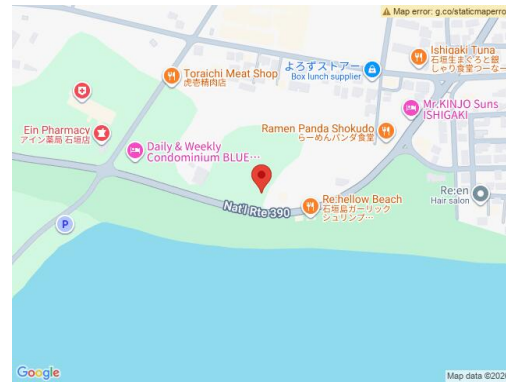 Map error: g.co/staticmaperro
Ishigaki Tuna
石垣生まぐろと銀
しゃり食堂つーなー
よろずストアー
Box lunch supplier
Toraichi Meat Shop
虎壱精肉店
Mr.KINJO Suns
ISHIGAKI
Ein Pharmacy
アイン薬局 石垣店
Ramen Panda Shokudo
らーめんパンダ食堂
Daily & Weekly
Condominium BLUE…
Re:en
Hair salon
Re:hellow Beach
石垣島ガーリック
シュリンプ…
Nat'l Rte 390
P
Google
Map data ©2026